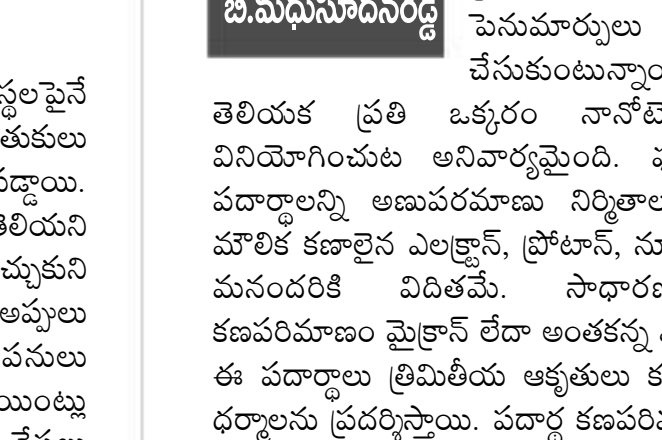 స్థలపైనే
తుకులు
పడ్డాయి.
తెలియని
చ్చుకుని
అప్పులు
పనులు
యింట్లు
బి.మధుసూదనరెడ్డి
పెనుమార్పులు
చేసుకుంటున్నాయి
తెలియక ప్రతి ఒక్కరం నానోటె
వినియోగించుట అనివార్యమైంది.
పదార్థాలన్ని అణుపరమాణు నిర్మితాల
మౌలిక కణాలైన ఎలక్ట్రాన్, ప్రోటాన్, నూ
మనందరికి విదితమే. సాధారణ
కణపరిమాణం మైక్రాన్ లేదా అంతకన్న
ఈ పదార్థాలు త్రిమితీయ ఆకృతులు క
ధర్మాలను ప్రదర్శిస్తాయి. పదార్థ కణపరి